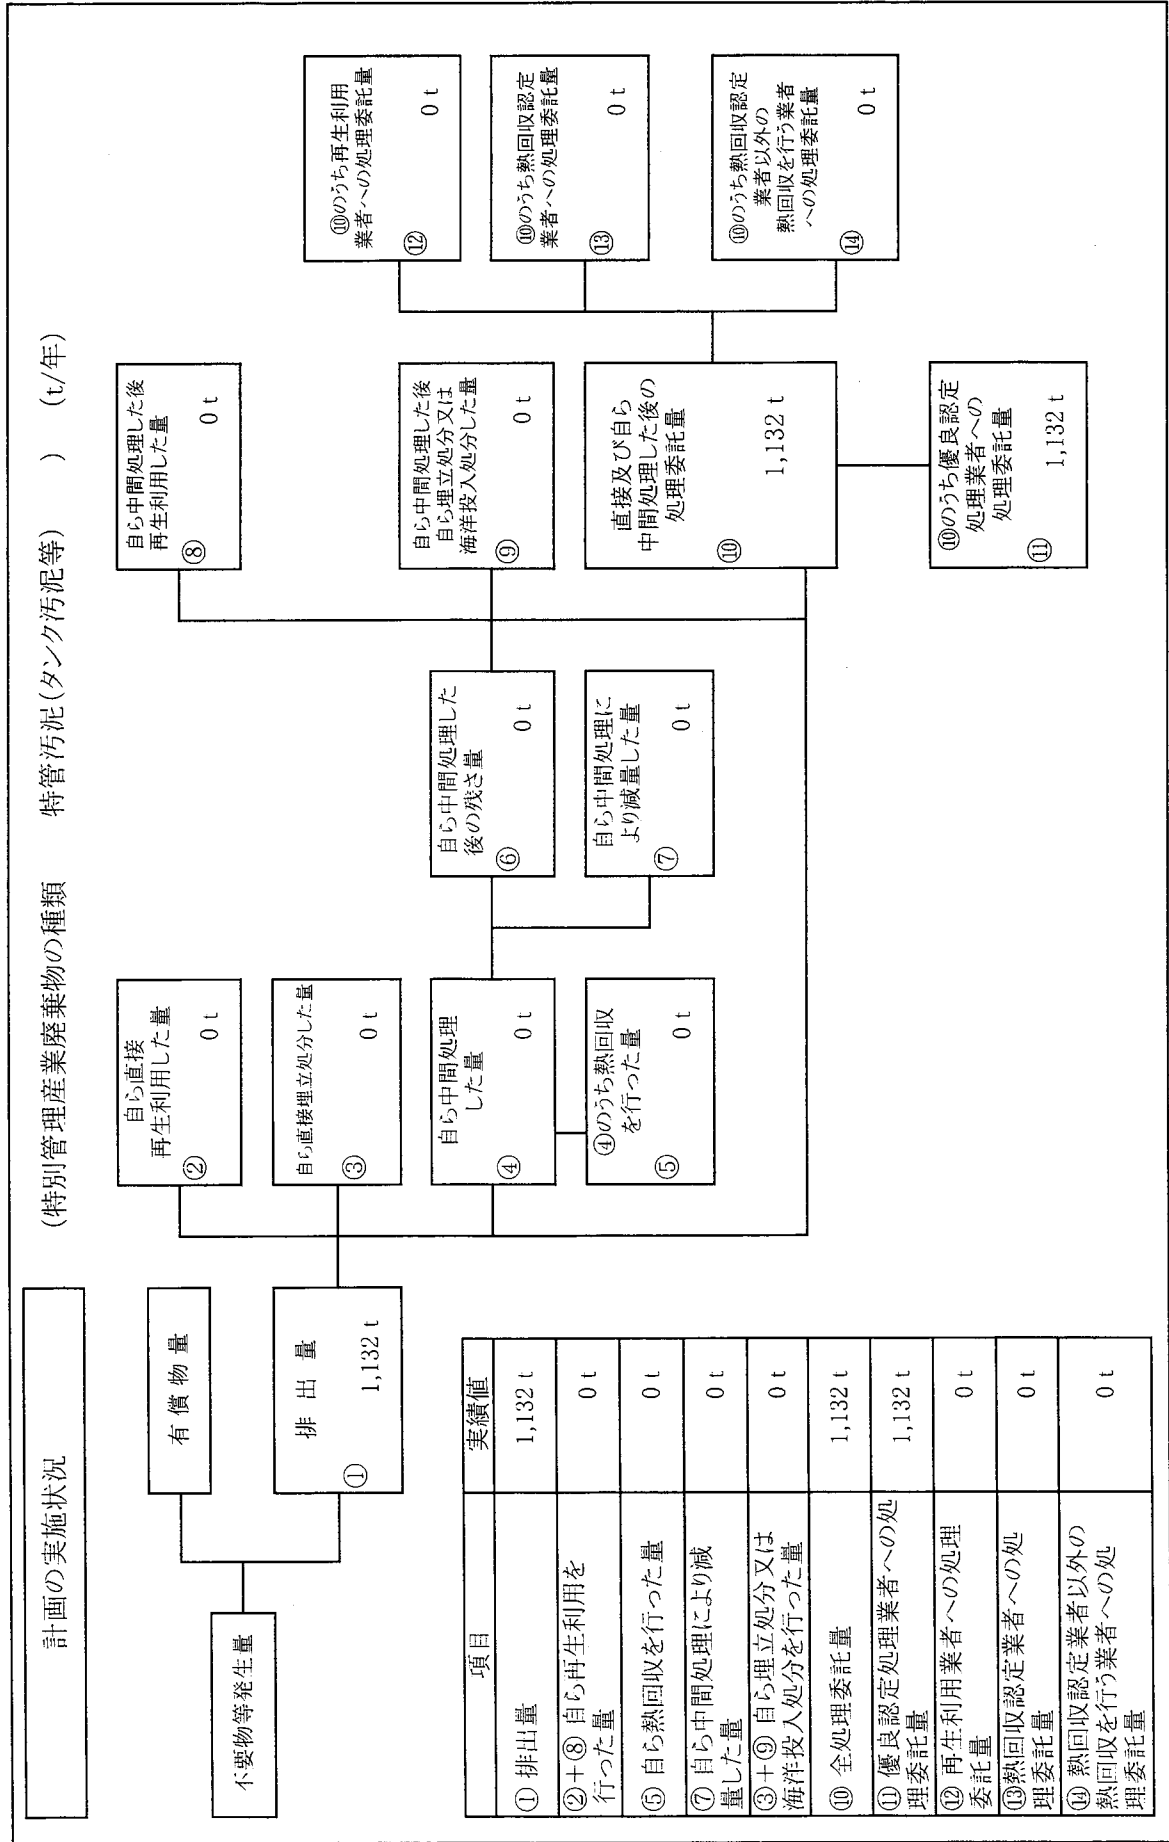 計画の実施状況
(特別管理産業廃棄物の種類 特管汚泥(タンク汚泥等) ) (t/年)
不要物等発生量
有償物量
排出量
① 1,132 t
自ら直接
再生利用した量
② 0 t
自ら直接埋立処分した量
③ 0 t
自ら中間処理
した量
④ 0 t
④のうち熱回収
を行った量
⑤ 0 t
自ら中間処理した
後の残さ量
⑥ 0 t
自ら中間処理に
より減量した量
⑦ 0 t
自ら中間処理した後
再生利用した量
⑧ 0 t
自ら中間処理した後
自ら埋立処分又は
海洋投入処分した量
⑨ 0 t
直接及び自ら
中間処理した後の
処理委託量
⑩ 1,132 t
⑩のうち優良認定
処理業者への
処理委託量
⑪ 1,132 t
⑩のうち再生利用
業者への処理委託量
⑫ 0 t
⑩のうち熱回収認定
業者への処理委託量
⑬ 0 t
⑩のうち熱回収認定
業者以外の
熱回収を行う業者
への処理委託量
⑭ 0 t
項目 実績値
① 排出量 1,132 t
②+⑧ 自ら再生利用を
行った量 0 t
⑤ 自ら熱回収を行った量 0 t
⑦ 自ら中間処理により減
量した量 0 t
③+⑨ 自ら埋立処分又は
海洋投入処分を行った量 0 t
⑩ 全処理委託量 1,132 t
⑪ 優良認定処理業者への処
理委託量 1,132 t
⑫ 再生利用業者への処理
委託量 0 t
⑬熱回収認定業者への処
理委託量 0 t
⑭ 熱回収認定業者以外の
熱回収を行う業者への処
理委託量 0 t